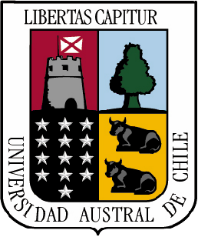 LIBERTAS CAPITUR
UNIVERSIDAD AUSTRAL DE CHILE